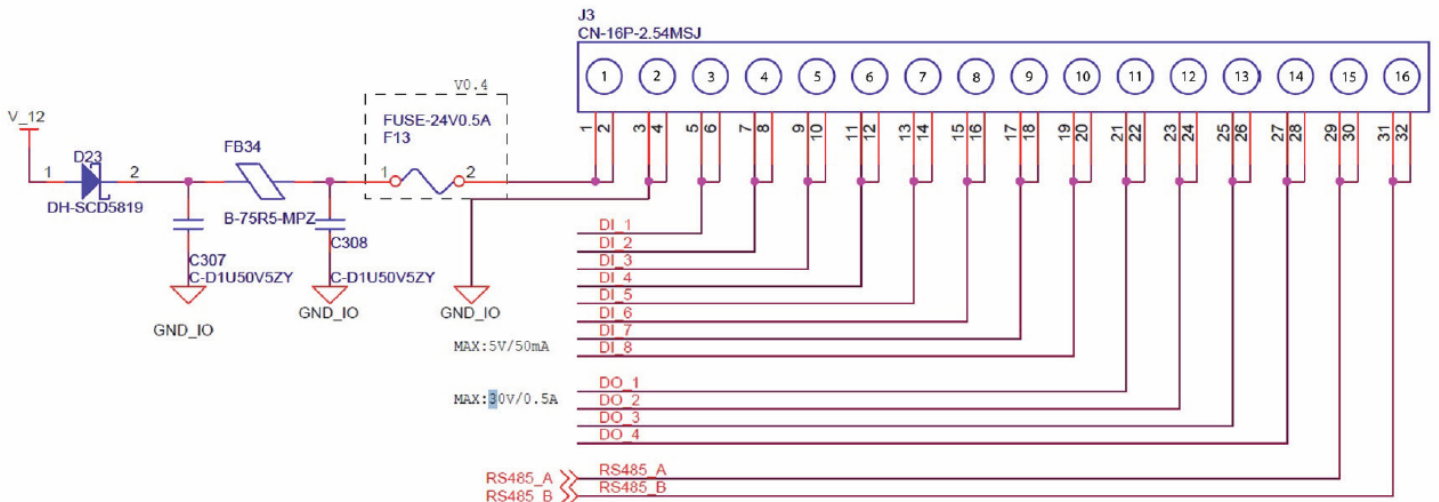 J3
CN-16P-2.54MSJ
1 2 3 4 5 6 7 8 9 10 11 12 13 14 15 16
V0.4
FUSE-24V0.5A
F13
1 2 3 4 5 6 7 8 9 10 11 12 13 14 15 16 17 18 19 20 21 22 23 24 25 26 27 28 29 30 31 32
V_12
D23
FB34
1 2
1 2
DH-SCD5819
B-75R5-MPZ
C307
C-D1U50V5ZY
C308
C-D1U50V5ZY
GND_IO
GND_IO
GND_IO
DI_1
DI_2
DI_3
DI_4
DI_5
DI_6
DI_7
MAX:5V/50mA
DI_8
DO_1
MAX:30V/0.5A
DO_2
DO_3
DO_4
RS485_A RS485_A
RS485_B RS485_B